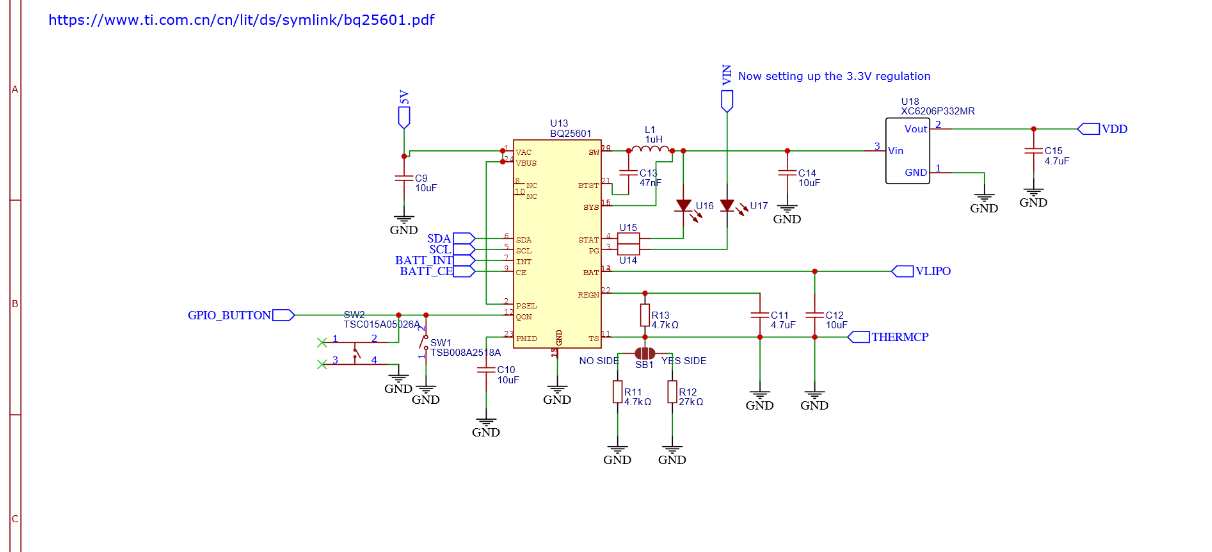 https://www.ti.com.cn/cn/lit/ds/symlink/bq25601.pdf
A
VIN
Now setting up the 3.3V regulation
5V
U13
BQ25601
L1
1uH
U18
XC6206P332MR
Vout 2
VDD
1 VAC
24 VBUS
SW
C13
47nF
3 Vin
C15
4.7uF
C9
10uF
8 NC
10 NC
BTST 21
C14
10uF
GND 1
SYS 15
U16
U17
GND
GND
GND
GND
U15
SDA 6 SDA
STAT 4
SCL 5 SCL
PG 3
BATT_INT 7 INT
U14
BATT_CE 9 CE
BAT
VLIPO
REGN 22
B
2 PSEL
GPIO_BUTTON
12 QON
SW2
TSC015A05026A
R13
4.7kΩ
C11
4.7uF
C12
10uF
1 2
2
SW1
TSB008A2518A
23 PMID
GND
TS 11
THERMCP
3 4
1
NO SIDE
SB1
YES SIDE
C10
10uF
GND
GND
GND
R11
4.7kΩ
R12
27kΩ
GND
GND
GND
GND
GND
C